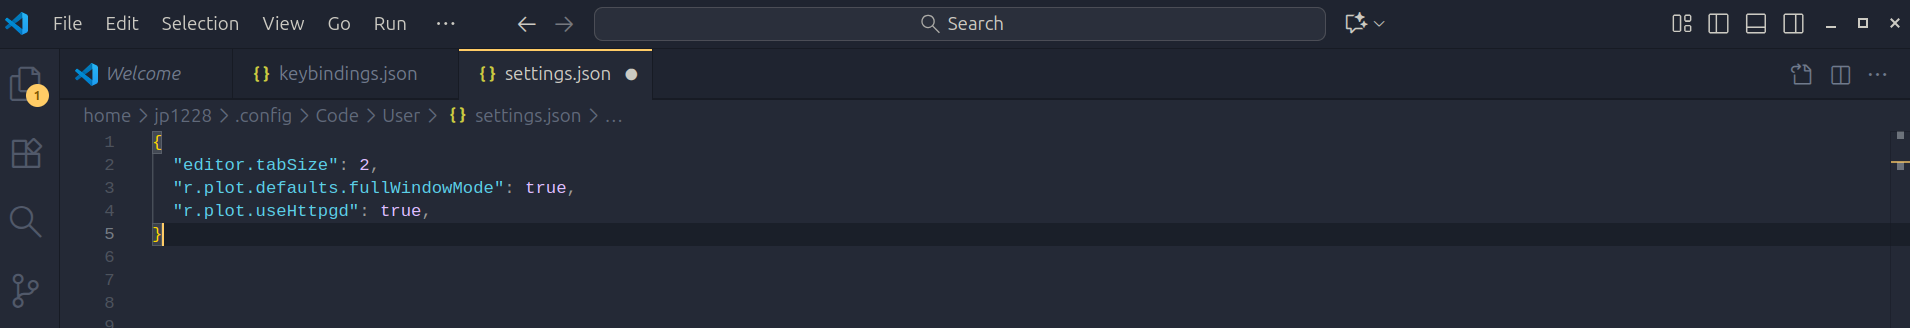 File Edit Selection View Go Run ··· Search
Welcome keybindings.json settings.json
1
home > jp1228 > .config > Code > User > {} settings.json > ...
1 {
2 "editor.tabSize": 2,
3 "r.plot.defaults.fullWindowMode": true,
4 "r.plot.useHttpgd": true,
5 }
6
7
8
9